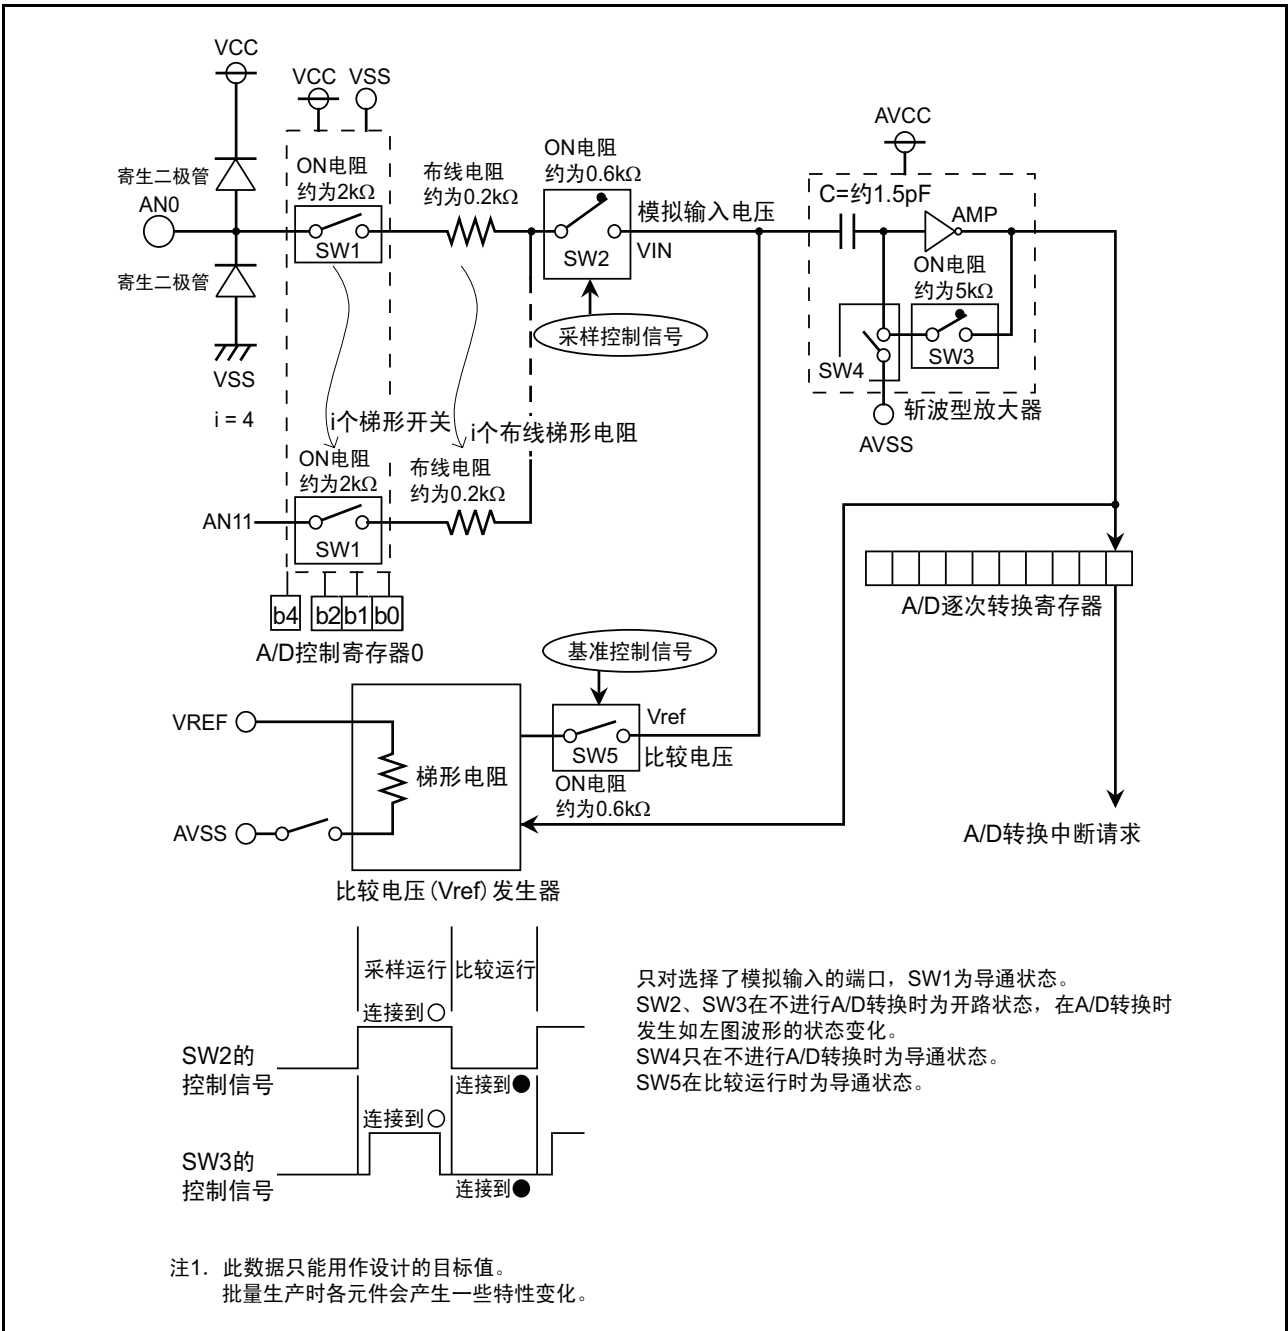 VCC
VCC VSS
AVCC
ON电阻
约为0.6kΩ
ON电阻
约为2kΩ
布线电阻
约为0.2kΩ
寄生二极管
AN0
SW1
SW2
模拟输入电压
VIN
C=约1.5pF
AMP
ON电阻
约为5kΩ
寄生二极管
采样控制信号
SW4
SW3
VSS
i = 4
i个梯形开关
i个布线梯形电阻
斩波型放大器
AVSS
ON电阻
约为2kΩ
布线电阻
约为0.2kΩ
AN11
SW1
b4 b2 b1 b0
A/D控制寄存器0
A/D逐次转换寄存器
基准控制信号
VREF
梯形电阻
SW5
Vref
比较电压
ON电阻
约为0.6kΩ
AVSS
A/D转换中断请求
比较电压(Vref)发生器
采样运行 比较运行
连接到○
SW2的
控制信号
连接到●
连接到○
SW3的
控制信号
连接到●
只对选择了模拟输入的端口，SW1为导通状态。
SW2、SW3在不进行A/D转换时为开路状态，在A/D转换时
发生如左图波形的状态变化。
SW4只在不进行A/D转换时为导通状态。
SW5在比较运行时为导通状态。
注1. 此数据只能用作设计的目标值。
批量生产时各元件会产生一些特性变化。